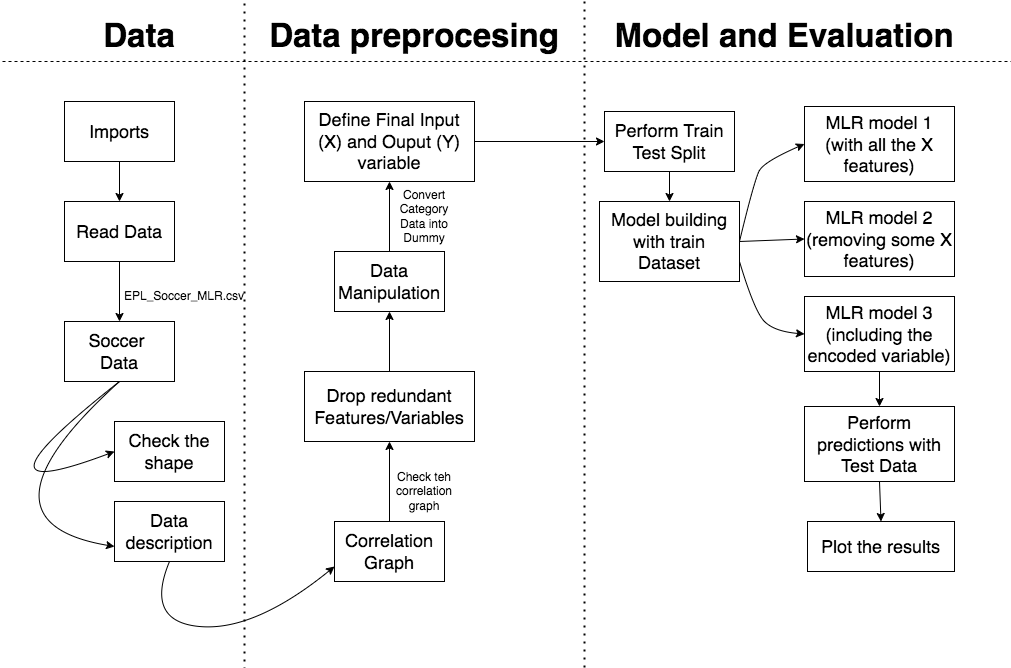 Data
Data preprocesing
Model and Evaluation
Imports
Read Data
EPL_Soccer_MLR.csv
Soccer
Data
Check the
shape
Data
description
Define Final Input
(X) and Ouput (Y)
variable
Convert
Category
Data into
Dummy
Data
Manipulation
Drop redundant
Features/Variables
Check teh
correlation
graph
Correlation
Graph
Perform Train
Test Split
Model building
with train
Dataset
MLR model 1
(with all the X
features)
MLR model 2
(removing some X
features)
MLR model 3
(including the
encoded variable)
Perform
predictions with
Test Data
Plot the results